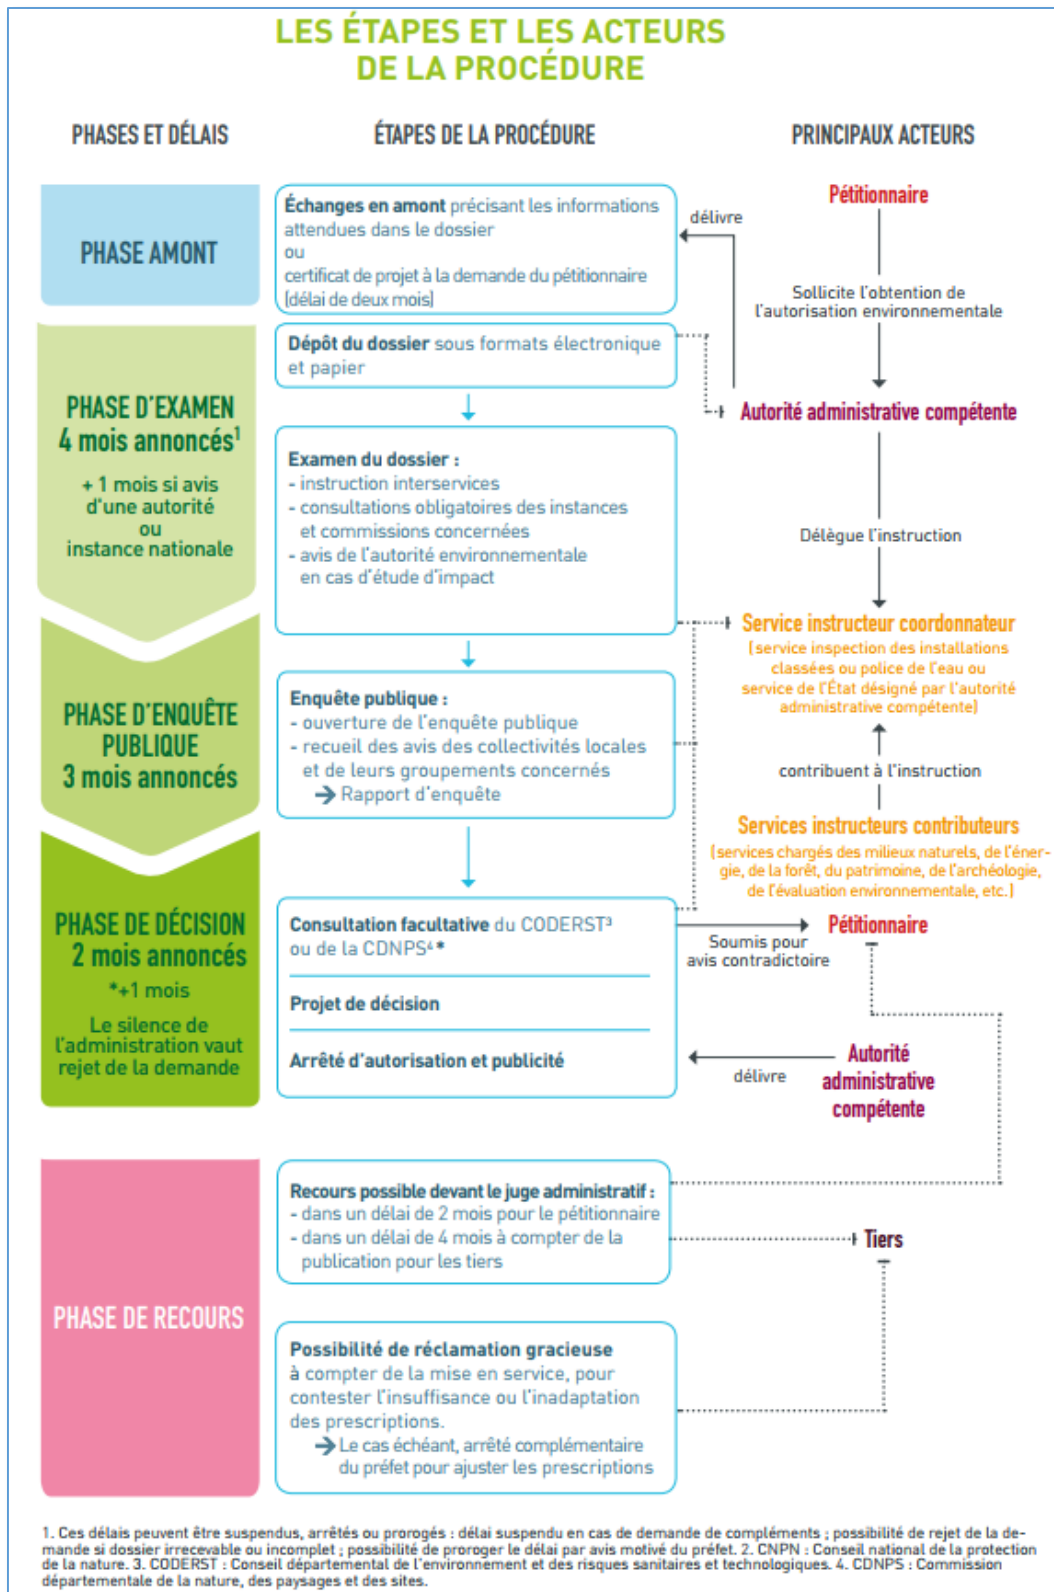 LES ÉTAPES ET LES ACTEURS
DE LA PROCÉDURE
PHASES ET DÉLAIS
ÉTAPES DE LA PROCÉDURE
PRINCIPAUX ACTEURS
PHASE AMONT
Échanges en amont précisant les informations
attendues dans le dossier
ou
certificat de projet à la demande du pétitionnaire
(délai de deux mois)
délivre
Pétitionnaire
Sollicite l'obtention de
l'autorisation environnementale
PHASE D'EXAMEN
4 mois annoncés¹
+ 1 mois si avis
d'une autorité
ou
instance nationale
Dépôt du dossier sous formats électronique
et papier
Autorité administrative compétente
Examen du dossier :
- instruction interservices
- consultations obligatoires des instances
et commissions concernées
- avis de l'autorité environnementale
en cas d'étude d'impact
Délègue l'instruction
Service instructeur coordonnateur
(service inspection des installations
classées ou police de l'eau ou
service de l'État désigné par l'autorité
administrative compétente)
PHASE D'ENQUÊTE
PUBLIQUE
3 mois annoncés
Enquête publique :
- ouverture de l'enquête publique
- recueil des avis des collectivités locales
et de leurs groupements concernés
→ Rapport d'enquête
contribuent à l'instruction
Services instructeurs contributeurs
(services chargés des milieux naturels, de l'éner-
gie, de la forêt, du patrimoine, de l'archéologie,
de l'évaluation environnementale, etc.)
PHASE DE DÉCISION
2 mois annoncés
*+1 mois
Le silence de
l'administration vaut
rejet de la demande
Consultation facultative du CODERST³
ou de la CDNPS⁴*
Projet de décision
Arrêté d'autorisation et publicité
Soumis pour
avis contradictoire
Pétitionnaire
délivre
Autorité
administrative
compétente
PHASE DE RECOURS
Recours possible devant le juge administratif :
- dans un délai de 2 mois pour le pétitionnaire
- dans un délai de 4 mois à compter de la
publication pour les tiers
Tiers
Possibilité de réclamation gracieuse
à compter de la mise en service, pour
contester l'insuffisance ou l'inadaptation
des prescriptions.
→ Le cas échéant, arrêté complémentaire
du préfet pour ajuster les prescriptions
1. Ces délais peuvent être suspendus, arrêtés ou prorogés : délai suspendu en cas de demande de compléments ; possibilité de rejet de la de-
mande si dossier irrecevable ou incomplet ; possibilité de proroger le délai par avis motivé du préfet. 2. CNPN : Conseil national de la protection
de la nature. 3. CODERST : Conseil départemental de l'environnement et des risques sanitaires et technologiques. 4. CDNPS : Commission
départementale de la nature, des paysages et des sites.